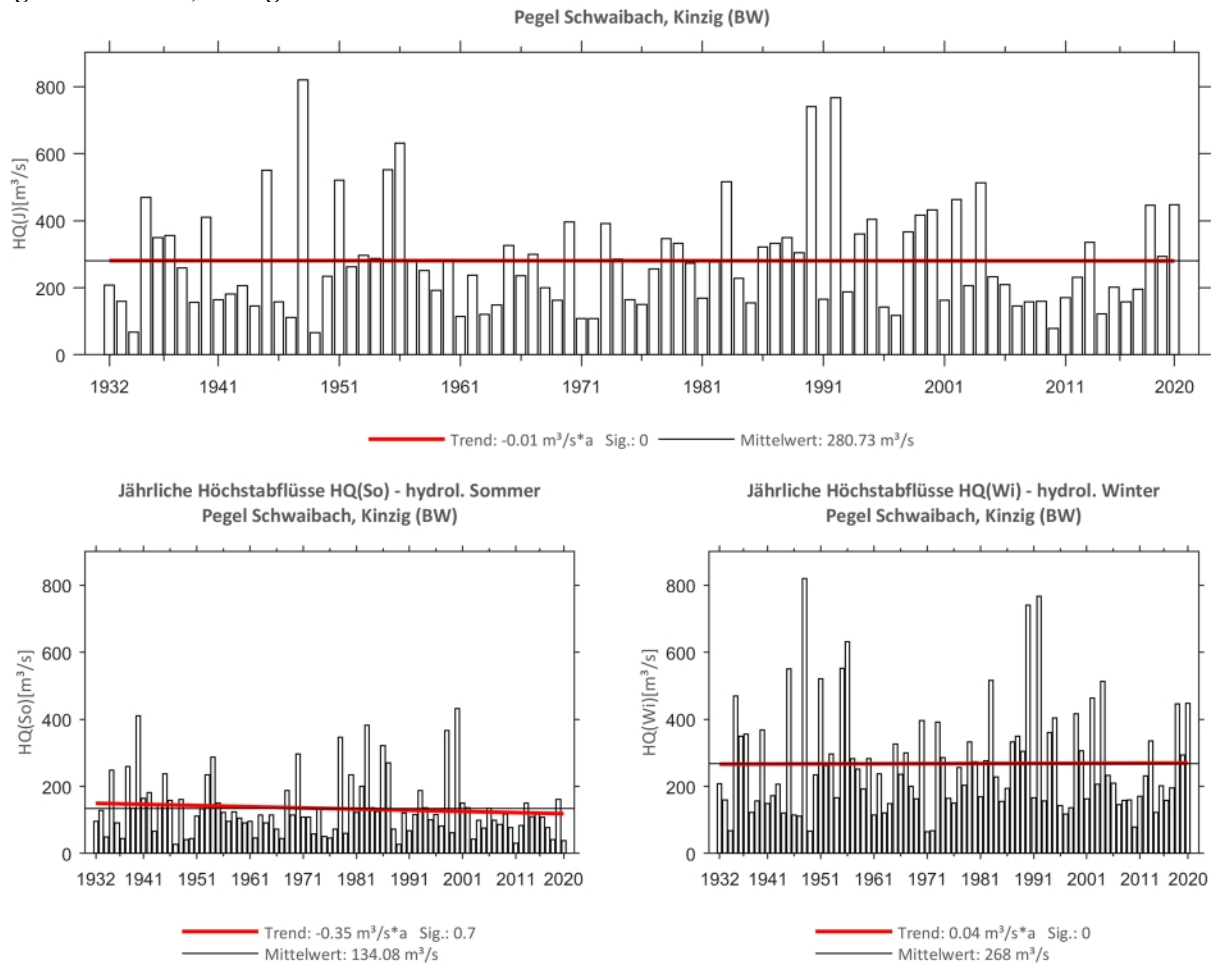 Pegel Schwaibach, Kinzig (BW)
HQ(J)[m³/s]
800
600
400
200
0
1932 1941 1951 1961 1971 1981 1991 2001 2011 2020
Trend: -0.01 m³/s*a Sig.: 0 Mittelwert: 280.73 m³/s
Jährliche Höchstabflüsse HQ(So) - hydrol. Sommer
Pegel Schwaibach, Kinzig (BW)
HQ(So)[m³/s]
800
600
400
200
0
1932 1941 1951 1961 1971 1981 1991 2001 2011 2020
Trend: -0.35 m³/s*a Sig.: 0.7
Mittelwert: 134.08 m³/s
Jährliche Höchstabflüsse HQ(Wi) - hydrol. Winter
Pegel Schwaibach, Kinzig (BW)
HQ(Wi)[m³/s]
800
600
400
200
0
1932 1941 1951 1961 1971 1981 1991 2001 2011 2020
Trend: 0.04 m³/s*a Sig.: 0
Mittelwert: 268 m³/s